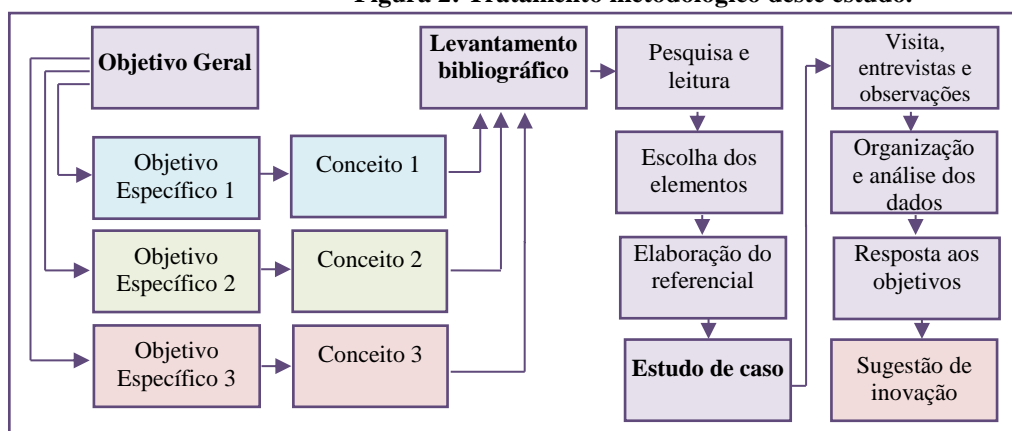 Figura 2: Tratamento metodológico deste estudo.
Objetivo Geral
Objetivo
Específico 1
Conceito 1
Objetivo
Específico 2
Conceito 2
Objetivo
Específico 3
Conceito 3
Levantamento
bibliográfico
Pesquisa e
leitura
Escolha dos
elementos
Elaboração do
referencial
Estudo de caso
Visita,
entrevistas e
observações
Organização
e análise dos
dados
Resposta aos
objetivos
Sugestão de
inovação